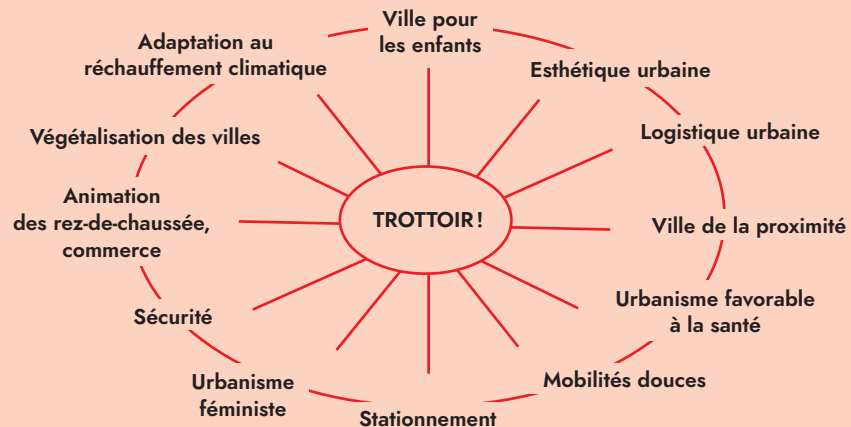 Ville pour
les enfants
Adaptation au
réchauffement climatique
Esthétique urbaine
Végétalisation des villes
Logistique urbaine
Animation
des rez-de-chaussée,
commerce
TROTTOIR !
Ville de la proximité
Sécurité
Urbanisme favorable
à la santé
Urbanisme
féministe
Mobilités douces
Stationnement